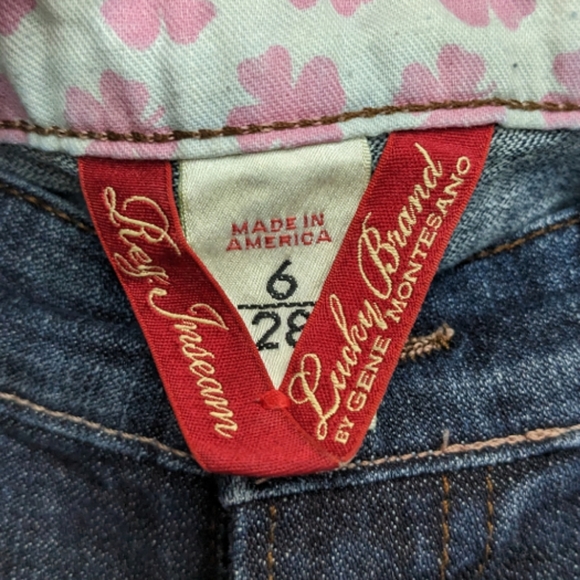 Reg. Inseam
MADE IN
AMERICA
6
28
Lucky Brand
BY GENE MONTESANO